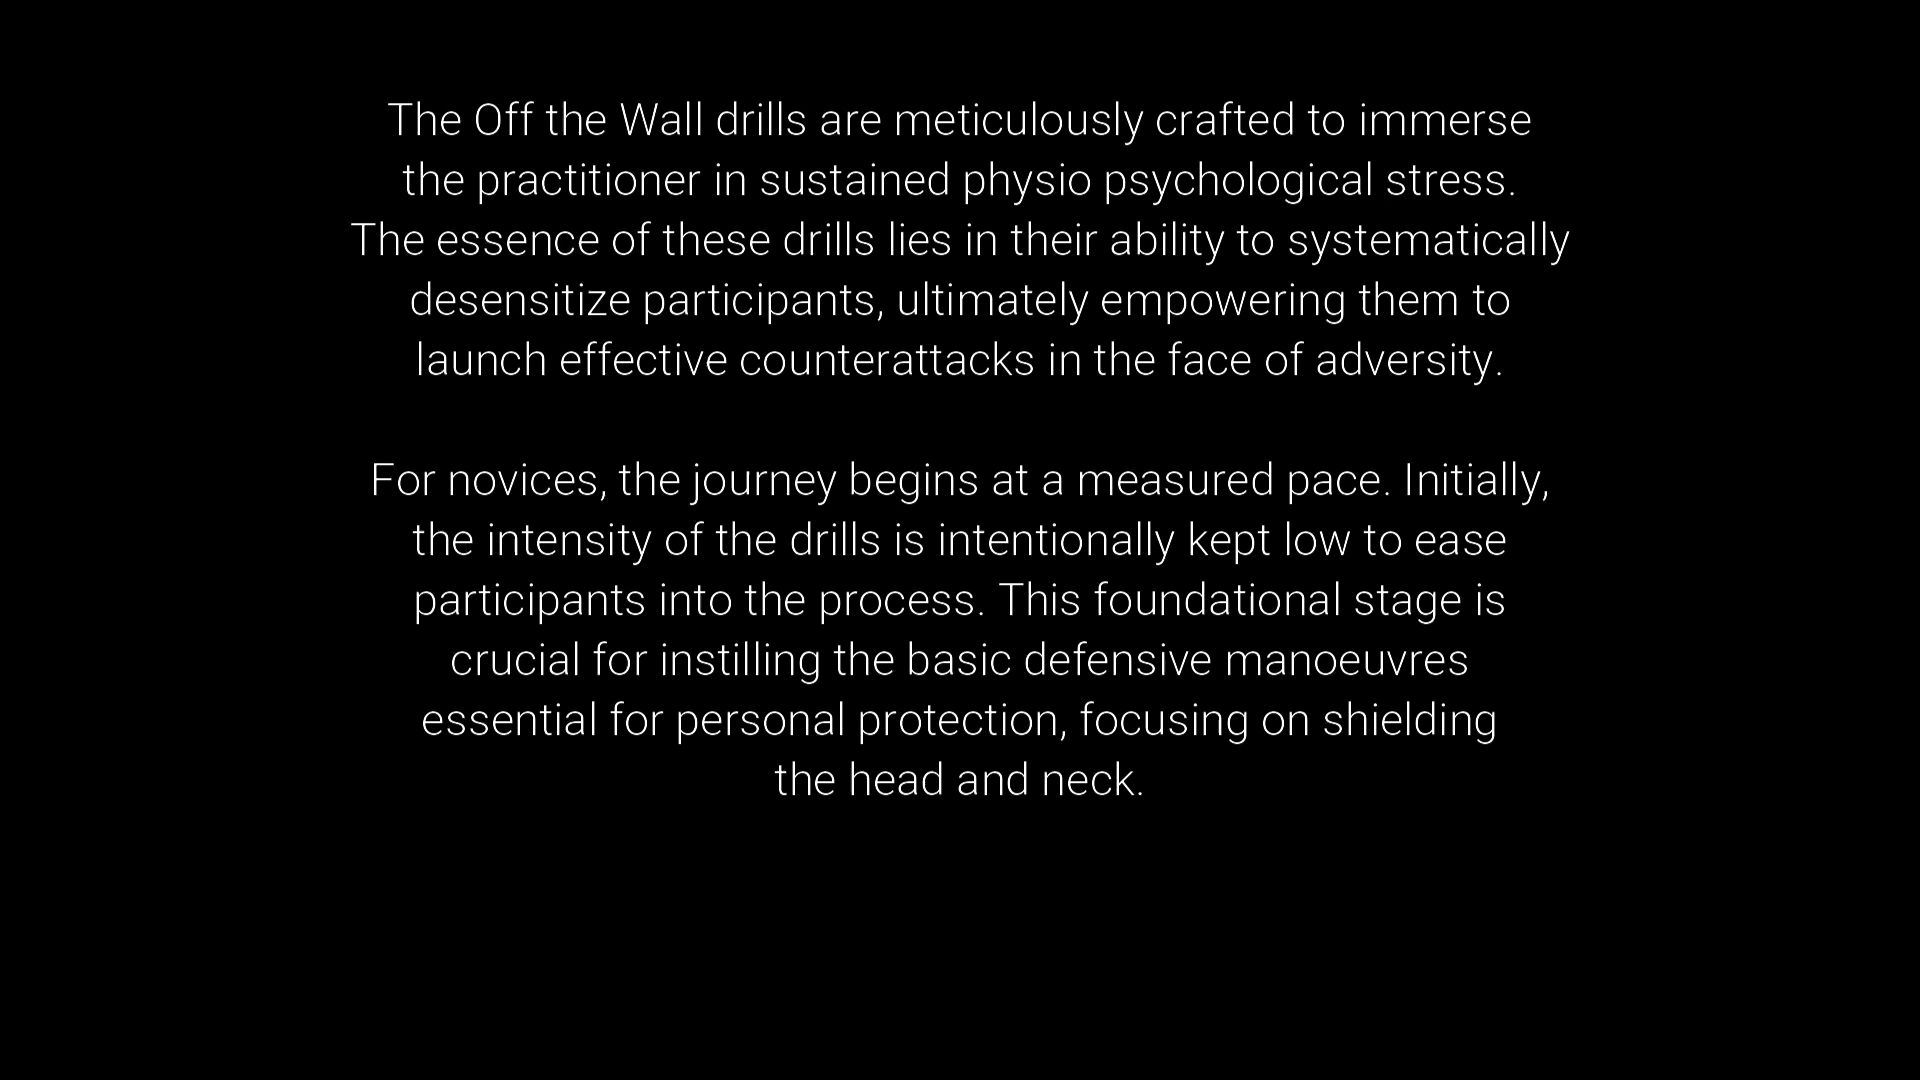 The Off the Wall drills are meticulously crafted to immerse
the practitioner in sustained physio psychological stress.
The essence of these drills lies in their ability to systematically
desensitize participants, ultimately empowering them to
launch effective counterattacks in the face of adversity.
For novices, the journey begins at a measured pace. Initially,
the intensity of the drills is intentionally kept low to ease
participants into the process. This foundational stage is
crucial for instilling the basic defensive manoeuvres
essential for personal protection, focusing on shielding
the head and neck.